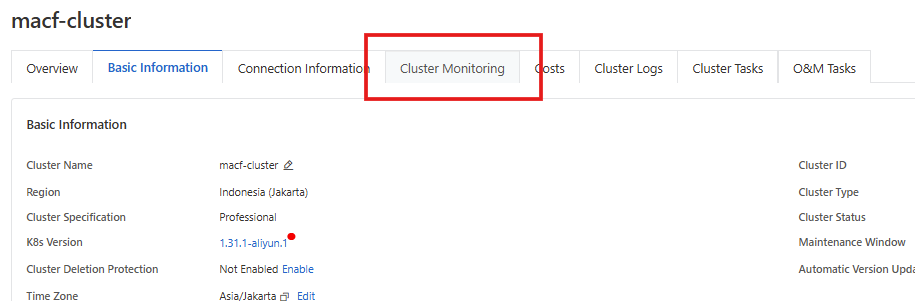 macf-cluster
Overview Basic Information Connection Information Cluster Monitoring Costs Cluster Logs Cluster Tasks O&M Tasks
Basic Information
Cluster Name macf-cluster Cluster ID
Region Indonesia (Jakarta) Cluster Type
Cluster Specification Professional Cluster Status
K8s Version 1.31.1-aliyun.1 Maintenance Window
Cluster Deletion Protection Not Enabled Enable Automatic Version Upda
Time Zone Asia/Jakarta Edit